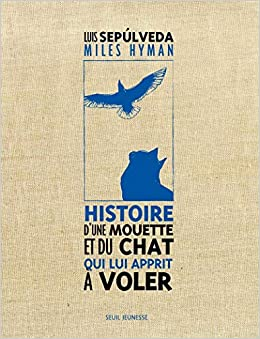 LUIS SEPÚLVEDA
MILES HYMAN
HISTOIRE
D'UNE MOUETTE
ET DU CHAT
QUI LUI APPRIT
À VOLER
SEUIL JEUNESSE